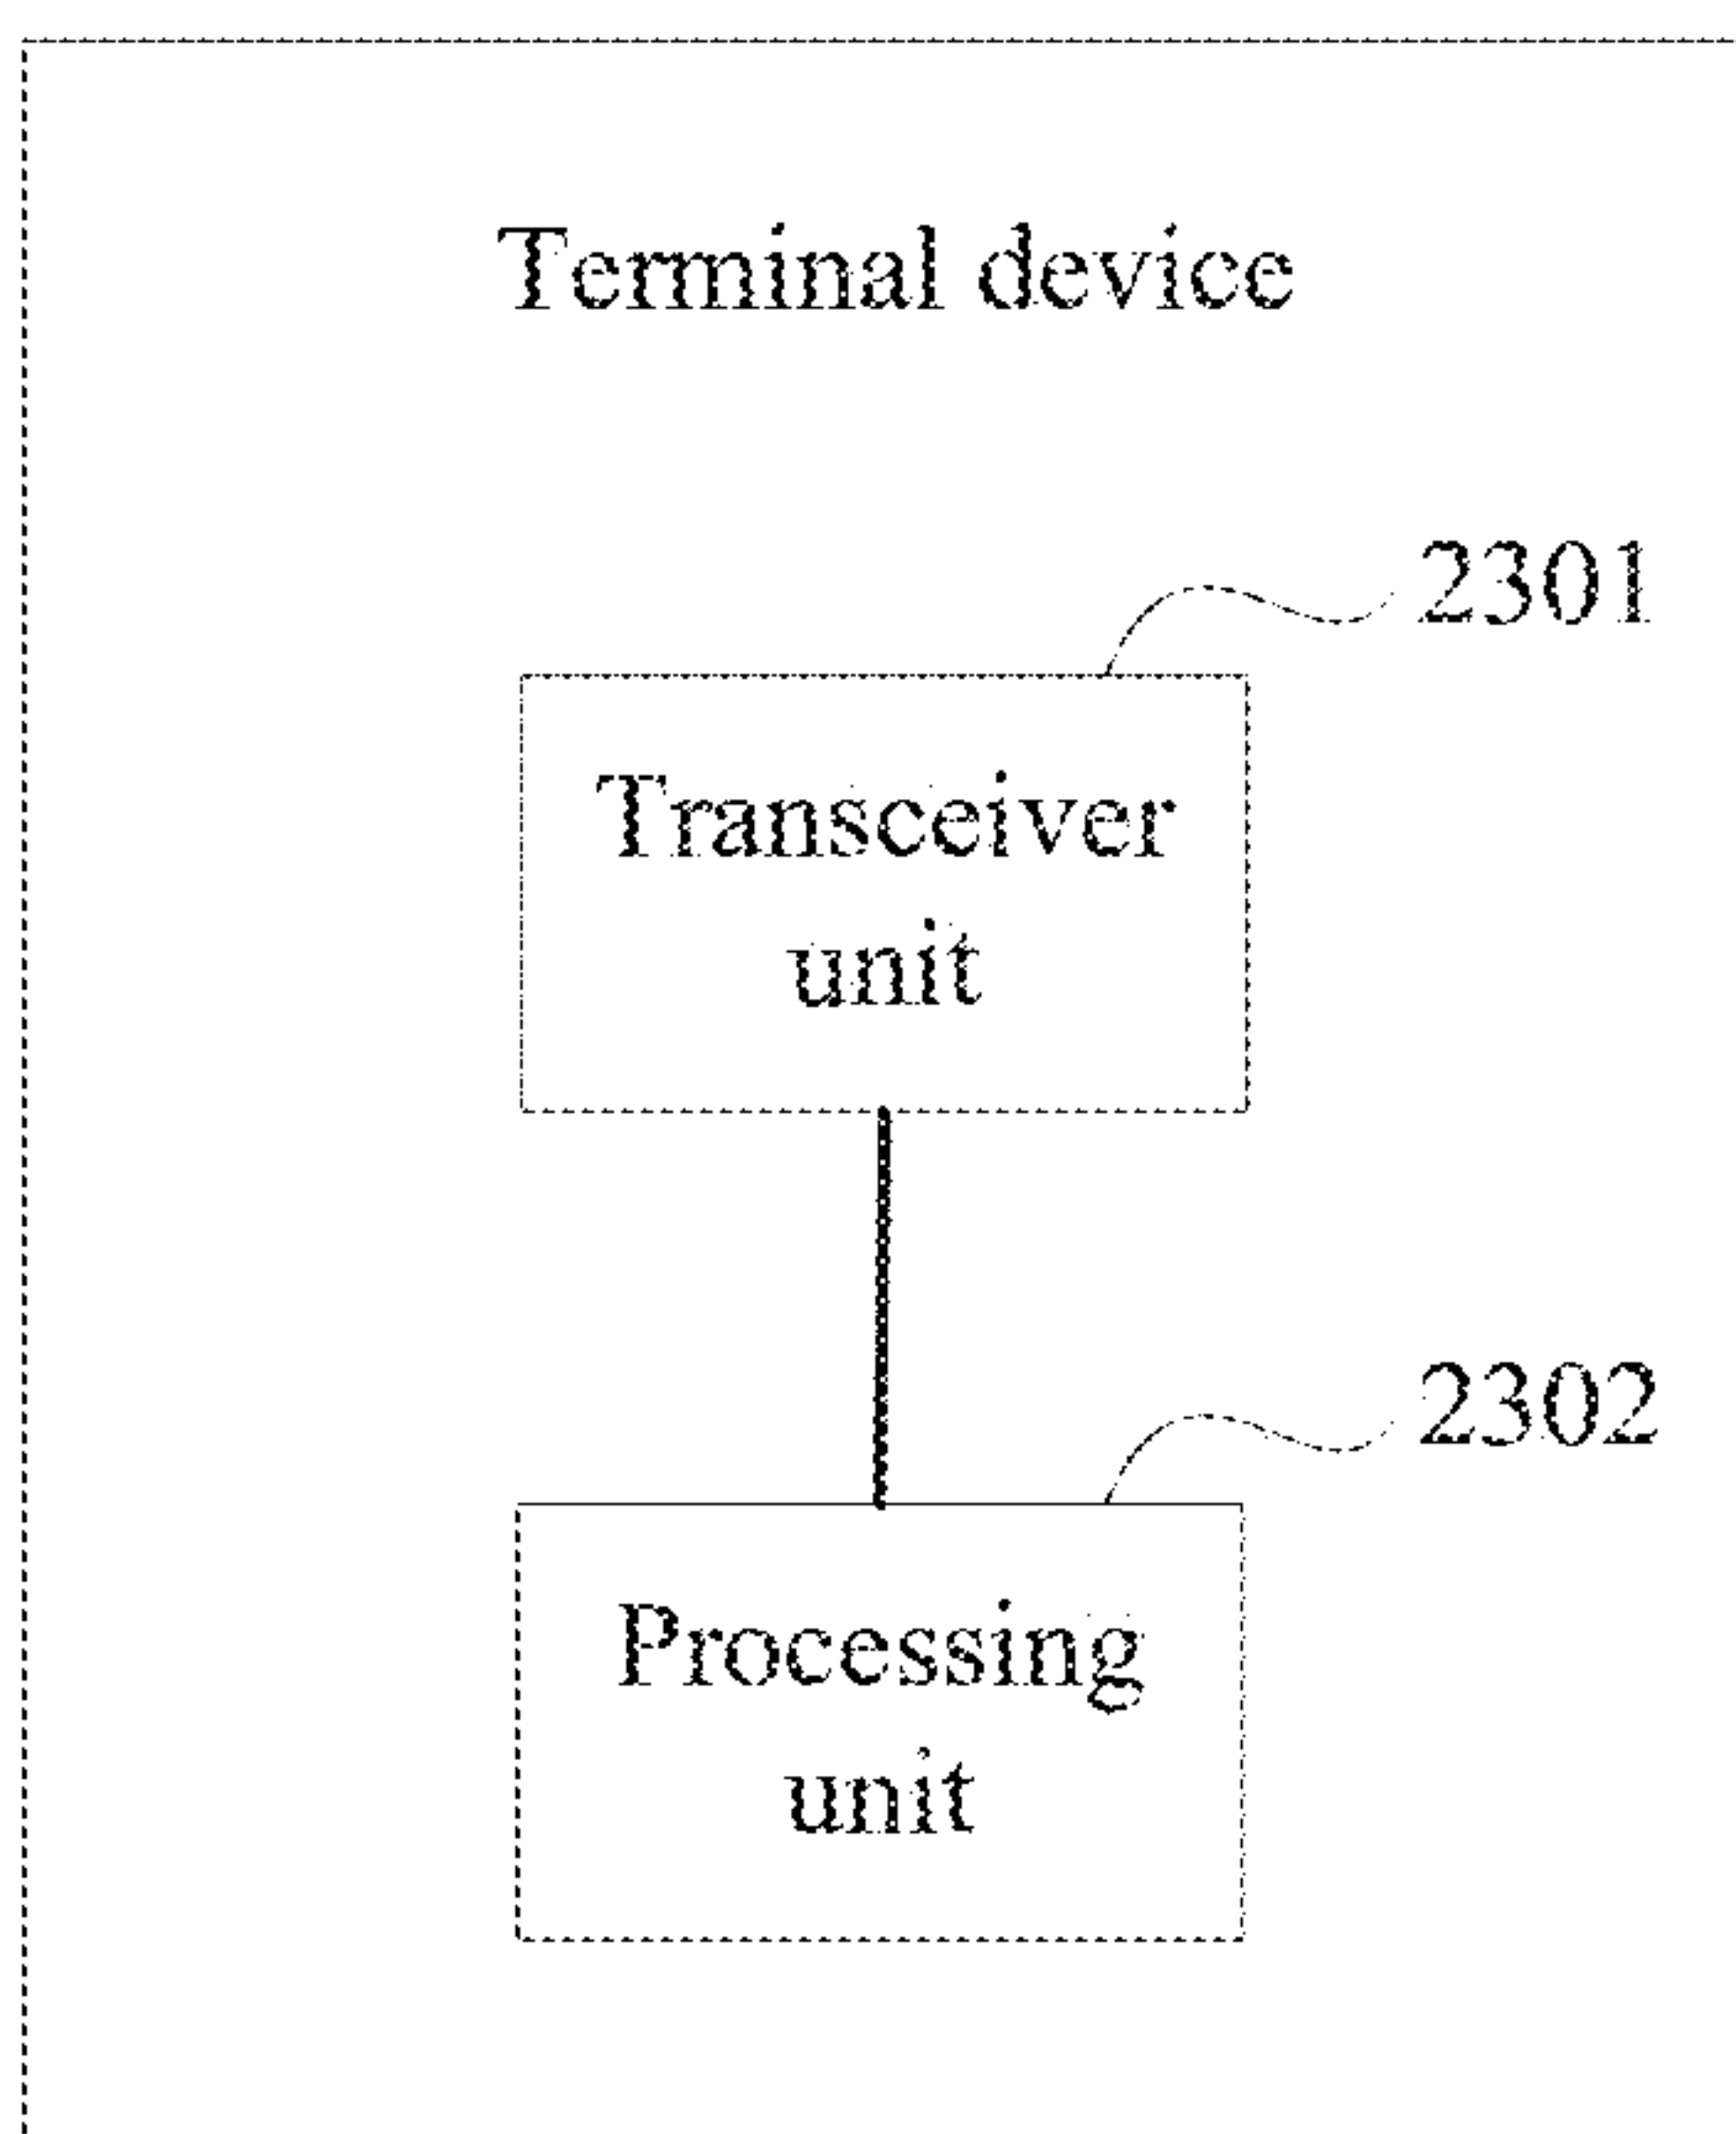 Terminal device
2301
Transceiver
unit
2302
Processing
unit